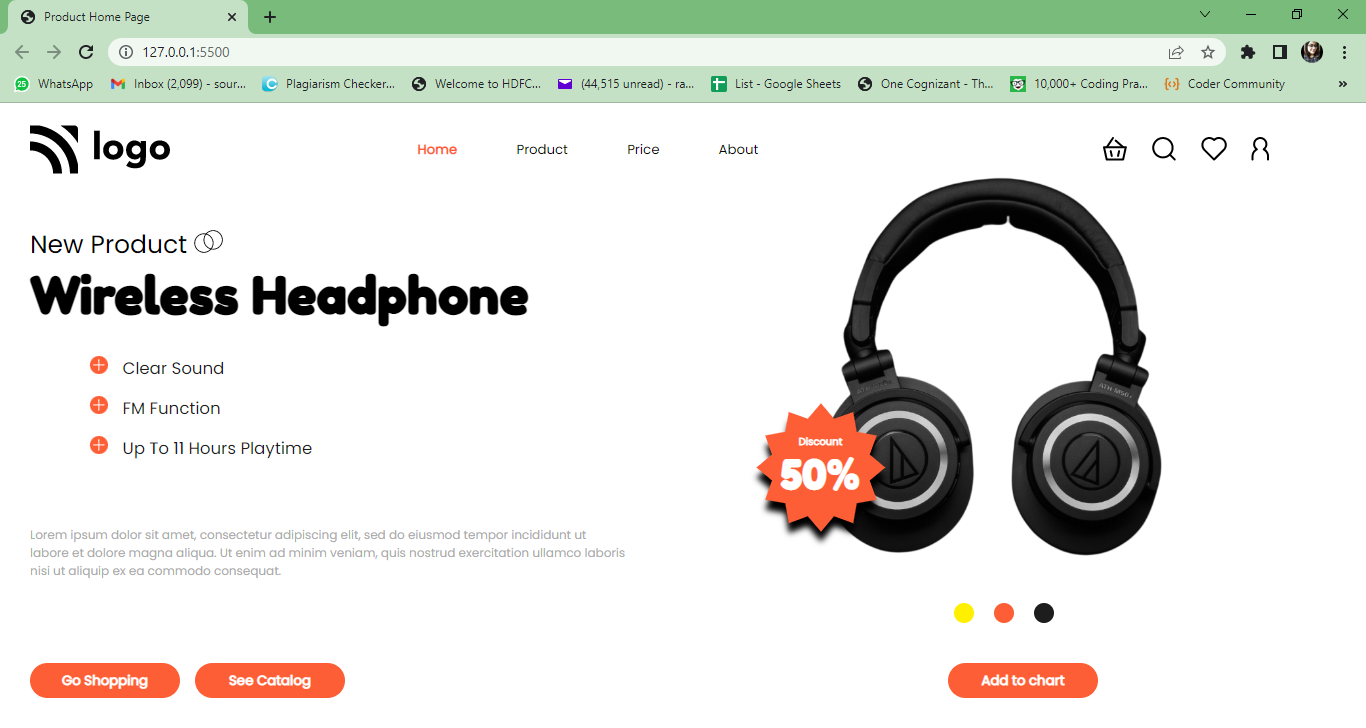 Product Home Page
127.0.0.1:5500
25
WhatsApp
Inbox (2,099) - sour...
C
Plagiarism Checker...
Welcome to HDFC...
(44,515 unread) - ra...
List - Google Sheets
One Cognizant - Th...
10,000+ Coding Pra...
Coder Community
»
logo
Home
Product
Price
About
New Product
Wireless Headphone
Clear Sound
FM Function
Up To 11 Hours Playtime
ATH-M50x
Discount
50%
Lorem ipsum dolor sit amet, consectetur adipiscing elit, sed do eiusmod tempor incididunt ut
labore et dolore magna aliqua. Ut enim ad minim veniam, quis nostrud exercitation ullamco laboris
nisi ut aliquip ex ea commodo consequat.
Go Shopping
See Catalog
Add to chart